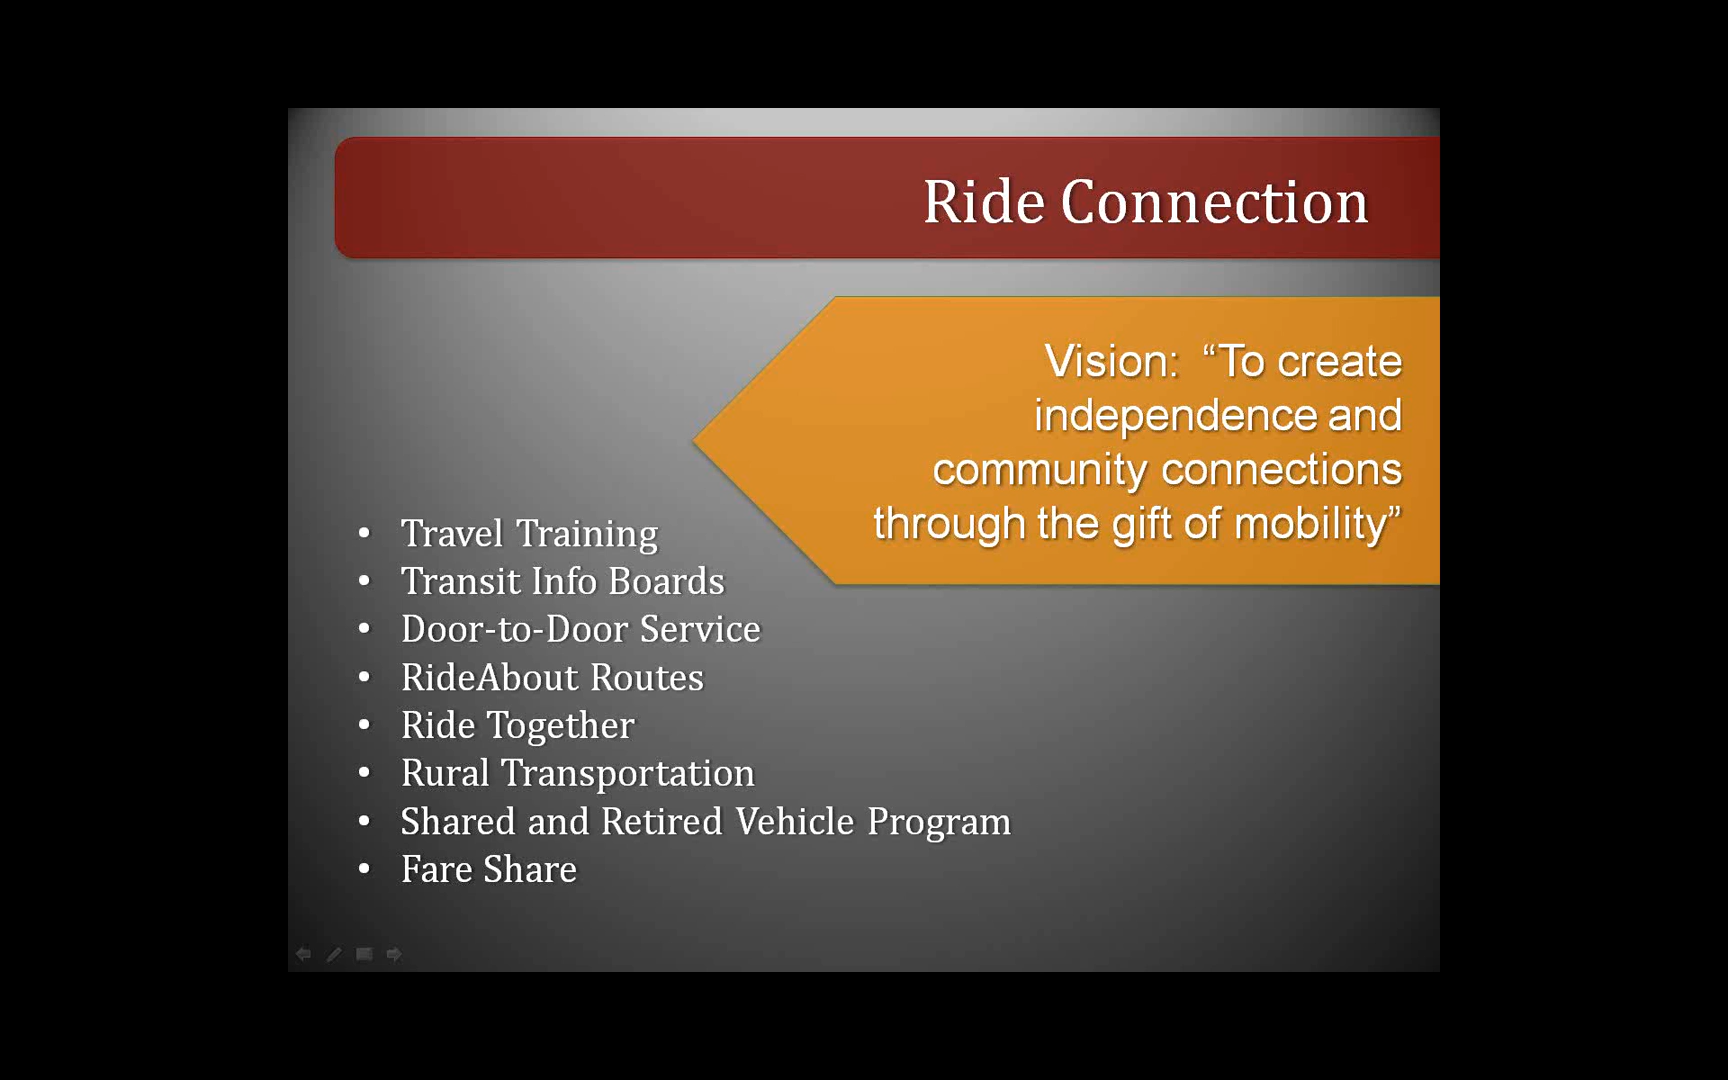 Ride Connection
Vision:  “To create
independence and
community connections
through the gift of mobility”
• Travel Training
• Transit Info Boards
• Door-to-Door Service
• RideAbout Routes
• Ride Together
• Rural Transportation
• Shared and Retired Vehicle Program
• Fare Share